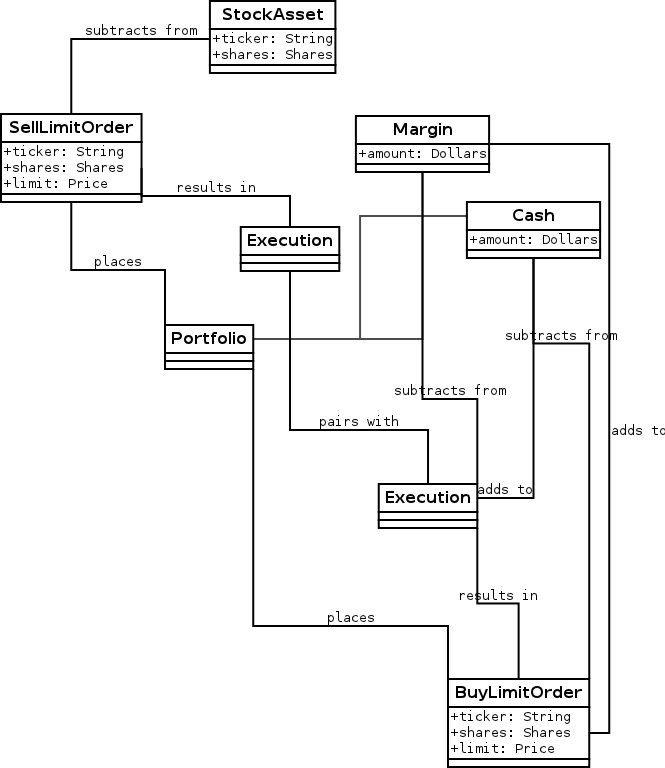 StockAsset
subtracts from
+ticker: String
+shares: Shares
SellLimitOrder
Margin
+ticker: String
+amount: Dollars
+shares: Shares
+limit: Price
results in
Cash
Execution
+amount: Dollars
places
Portfolio
subtracts from
subtracts from
pairs with
adds to
Execution
adds to
results in
places
BuyLimitOrder
+ticker: String
+shares: Shares
+limit: Price